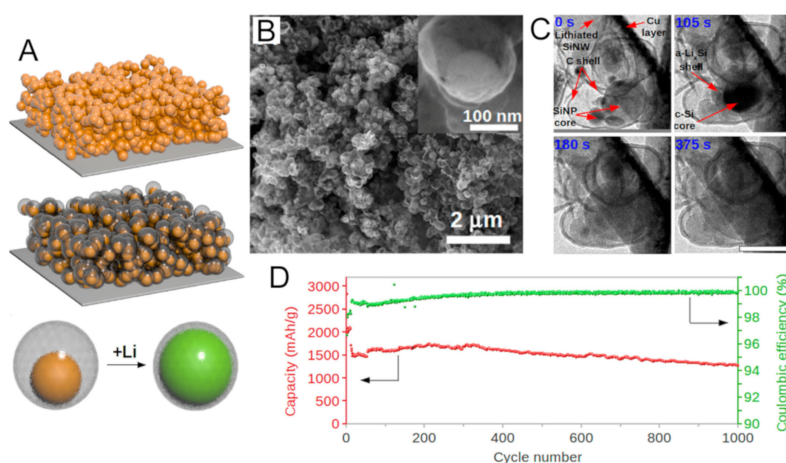 A
+Li
B
100 nm
2 μm
C
0 s
Lithiated
SiNW
C shell
SiNP
core
Cu
layer
105 s
a-LiₓSi
shell
c-Si
core
180 s
375 s
D
Capacity (mAh/g)
3000
2500
2000
1500
1000
500
0
0
200
400
600
800
1000
Cycle number
100
98
96
94
92
90
Coulombic efficiency (%)